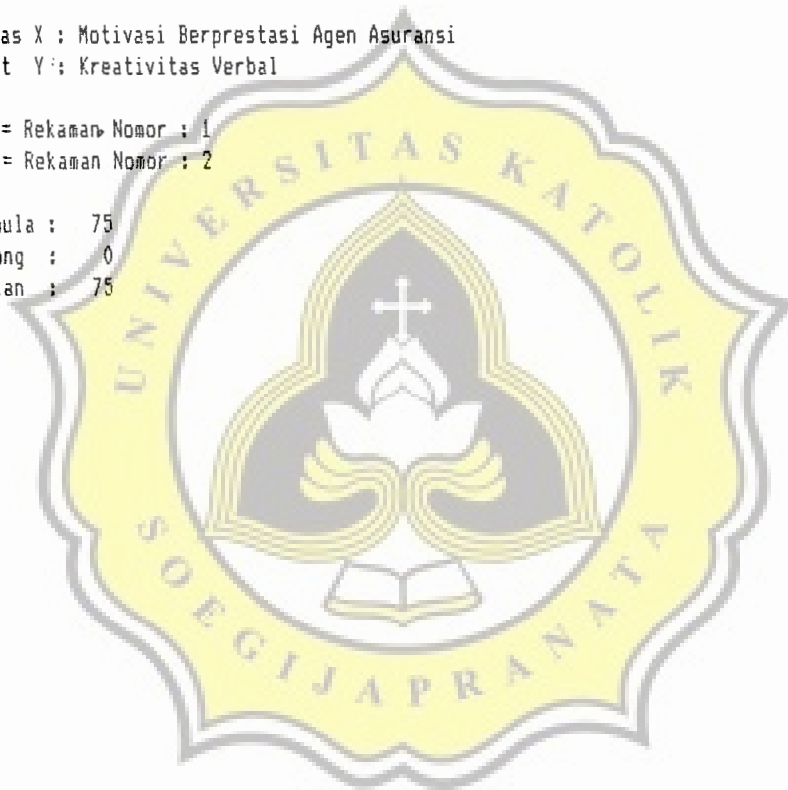 as X : Motivasi Berprestasi Agen Asuransi
t Y : Kreativitas Verbal
= Rekaman Nomor : 1
= Rekaman Nomor : 2
ula : 75
ng : 0
an : 75
UNIVERSITAS KATOLIK
SOEGIJAPRANATA